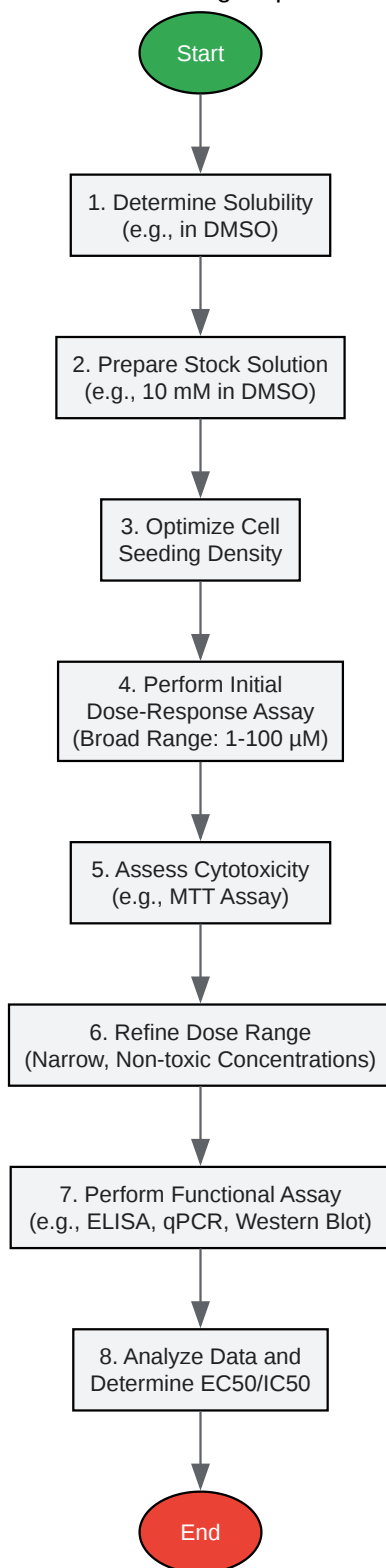 Start
1. Determine Solubility
(e.g., in DMSO)
2. Prepare Stock Solution
(e.g., 10 mM in DMSO)
3. Optimize Cell
Seeding Density
4. Perform Initial
Dose-Response Assay
(Broad Range: 1-100 µM)
5. Assess Cytotoxicity
(e.g., MTT Assay)
6. Refine Dose Range
(Narrow, Non-toxic Concentrations)
7. Perform Functional Assay
(e.g., ELISA, qPCR, Western Blot)
8. Analyze Data and
Determine EC50/IC50
End